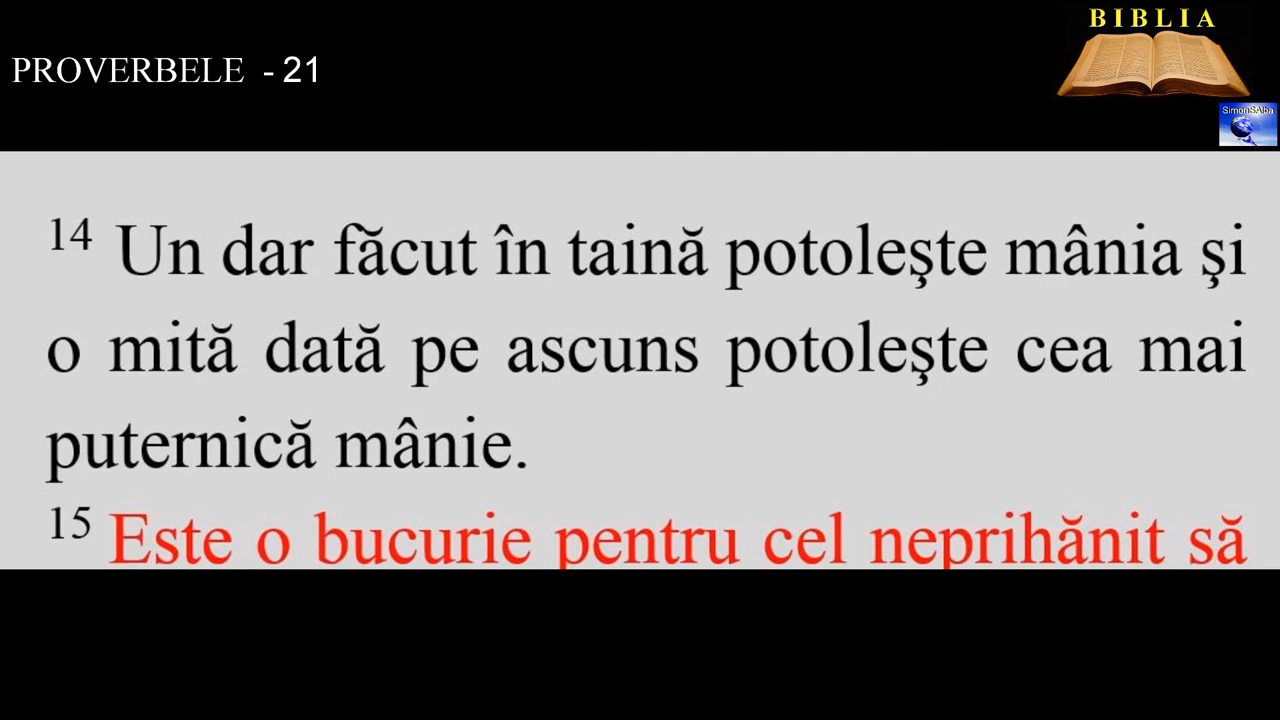 BIBLIA
PROVERBELE - 21
SimonSAlba
14 Un dar făcut în taină potoleşte mânia şi
o mită dată pe ascuns potoleşte cea mai
puternică mânie.
15 Este o bucurie pentru cel neprihănit să